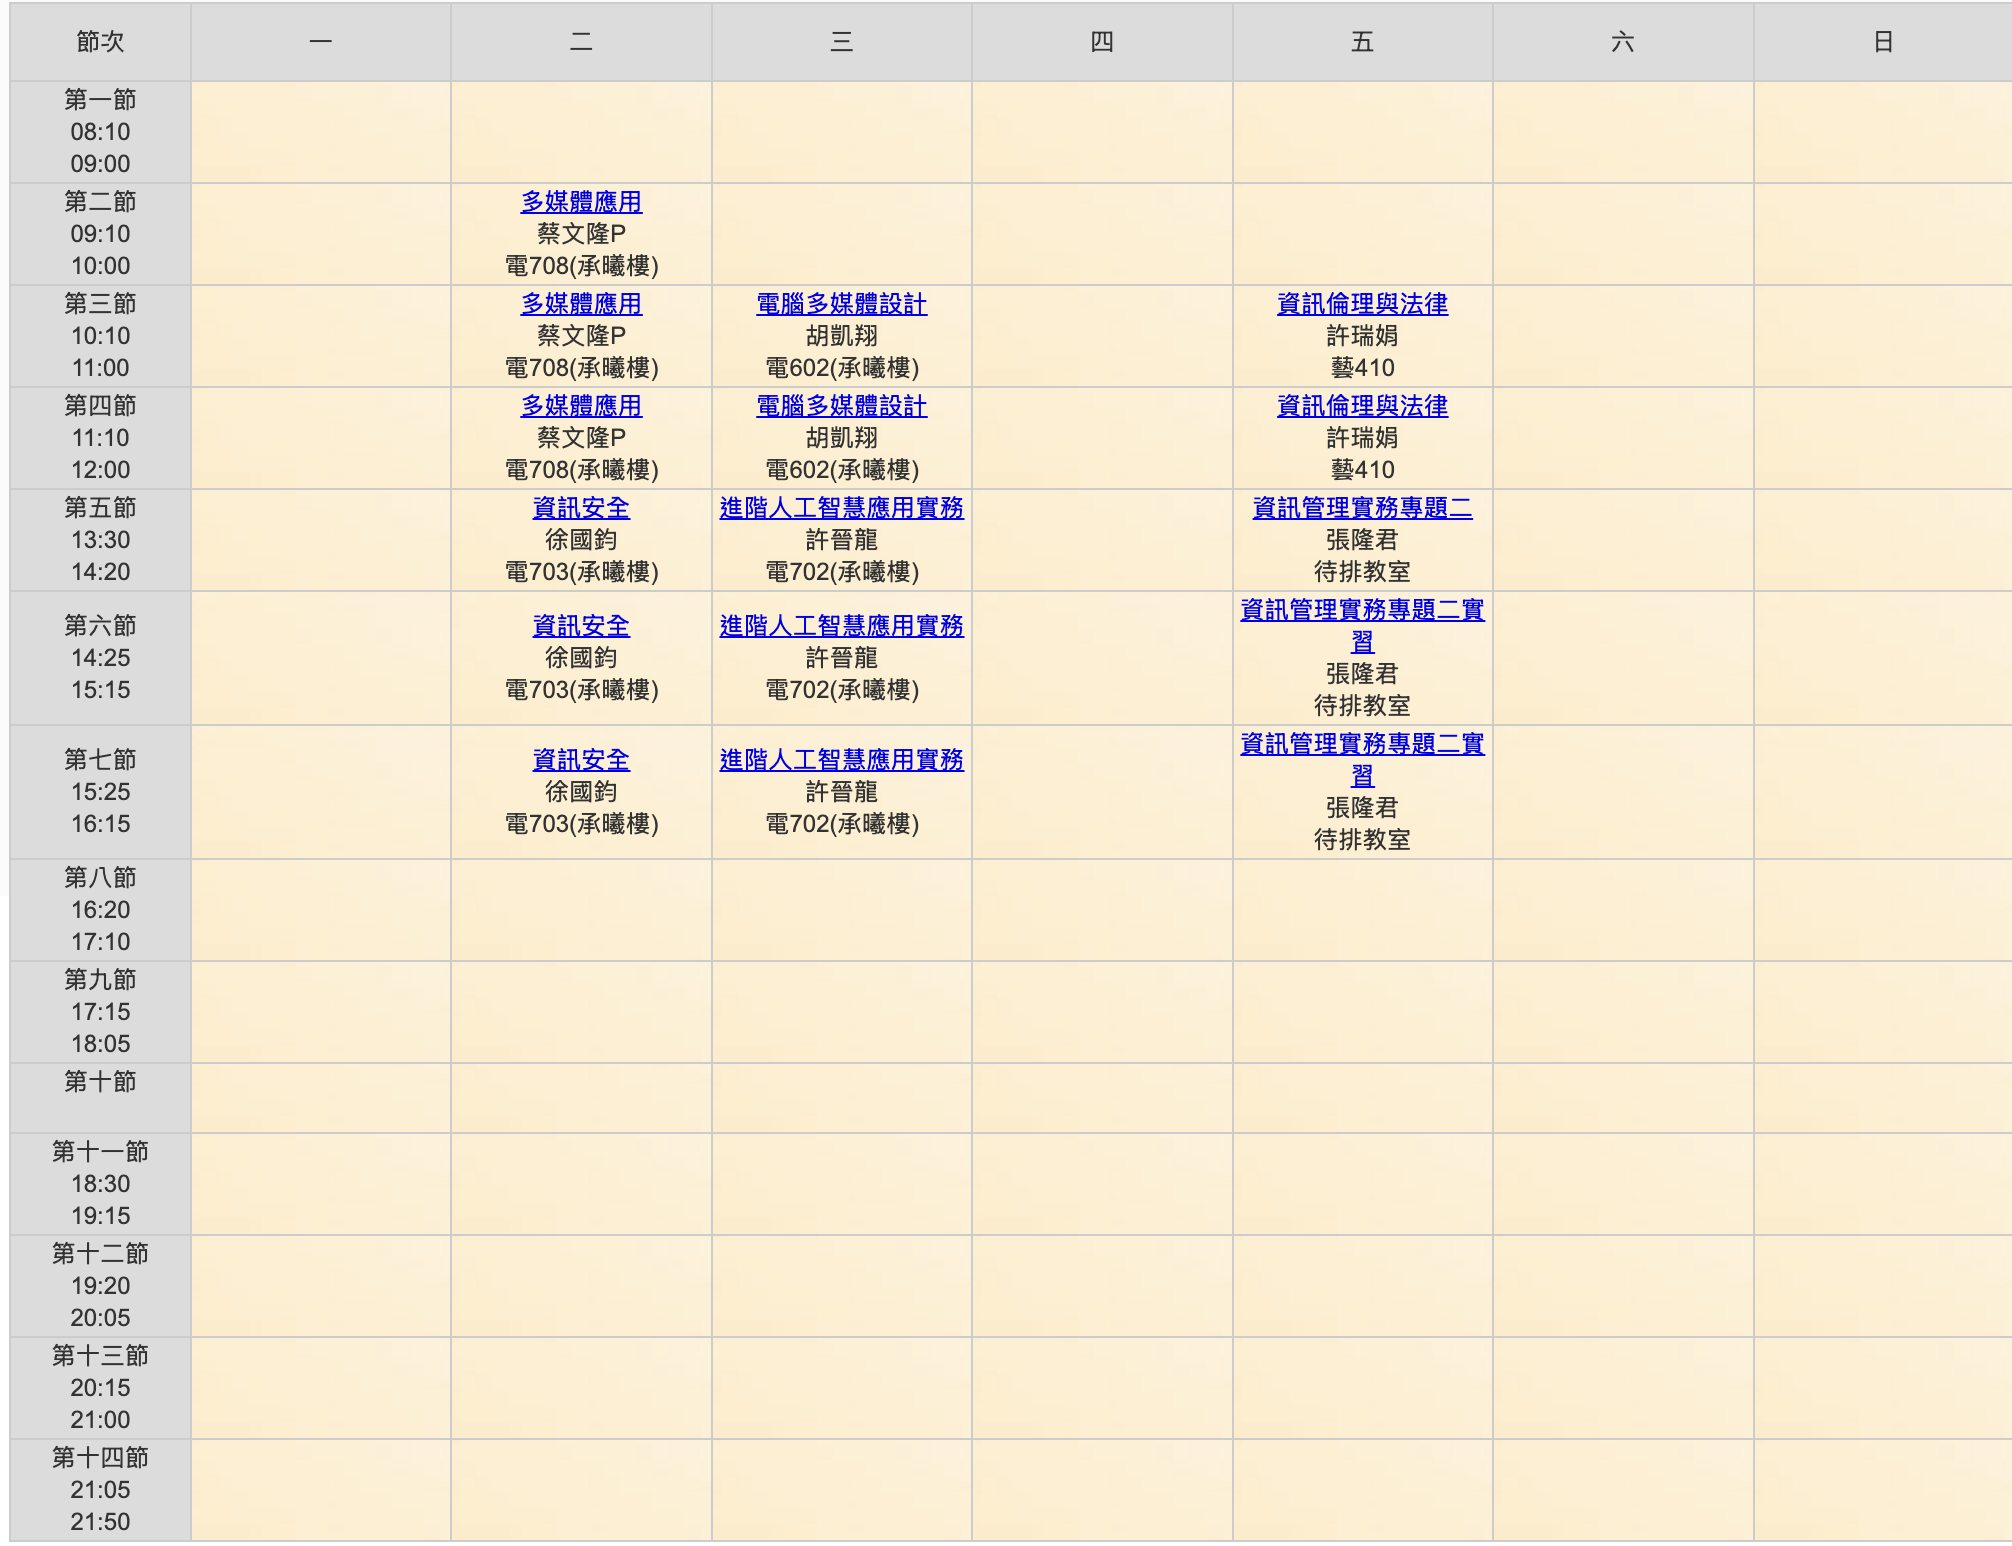 節次 一 二 三 四 五 六 日
第一節
08:10
09:00
第二節
09:10
10:00
多媒體應用
蔡文隆P
電708(承曦樓)
第三節
10:10
11:00
多媒體應用
蔡文隆P
電708(承曦樓)
電腦多媒體設計
胡凱翔
電602(承曦樓)
資訊倫理與法律
許瑞娟
藝410
第四節
11:10
12:00
多媒體應用
蔡文隆P
電708(承曦樓)
電腦多媒體設計
胡凱翔
電602(承曦樓)
資訊倫理與法律
許瑞娟
藝410
第五節
13:30
14:20
資訊安全
徐國鈞
電703(承曦樓)
進階人工智慧應用實務
許晉龍
電702(承曦樓)
資訊管理實務專題二
張隆君
待排教室
第六節
14:25
15:15
資訊安全
徐國鈞
電703(承曦樓)
進階人工智慧應用實務
許晉龍
電702(承曦樓)
資訊管理實務專題二實
習
張隆君
待排教室
第七節
15:25
16:15
資訊安全
徐國鈞
電703(承曦樓)
進階人工智慧應用實務
許晉龍
電702(承曦樓)
資訊管理實務專題二實
習
張隆君
待排教室
第八節
16:20
17:10
第九節
17:15
18:05
第十節
第十一節
18:30
19:15
第十二節
19:20
20:05
第十三節
20:15
21:00
第十四節
21:05
21:50